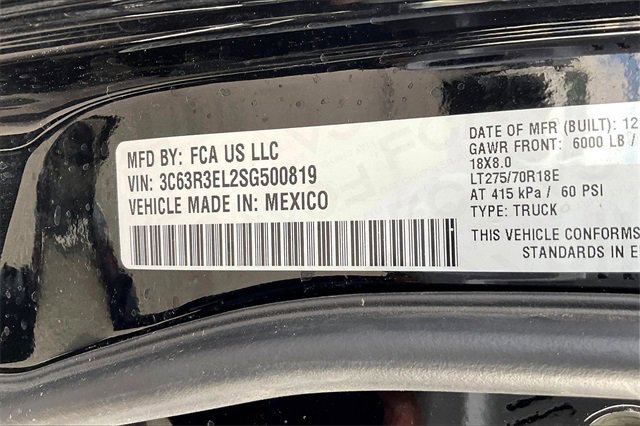 MFD BY: FCA US LLC
VIN: 3C63R3EL2SG500819
VEHICLE MADE IN: MEXICO
DATE OF MFR (BUILT): 12
GAWR FRONT: 6000 LB /
18X8.0
LT275/70R18E
AT 415 kPa / 60 PSI
TYPE: TRUCK
THIS VEHICLE CONFORMS
STANDARDS IN E